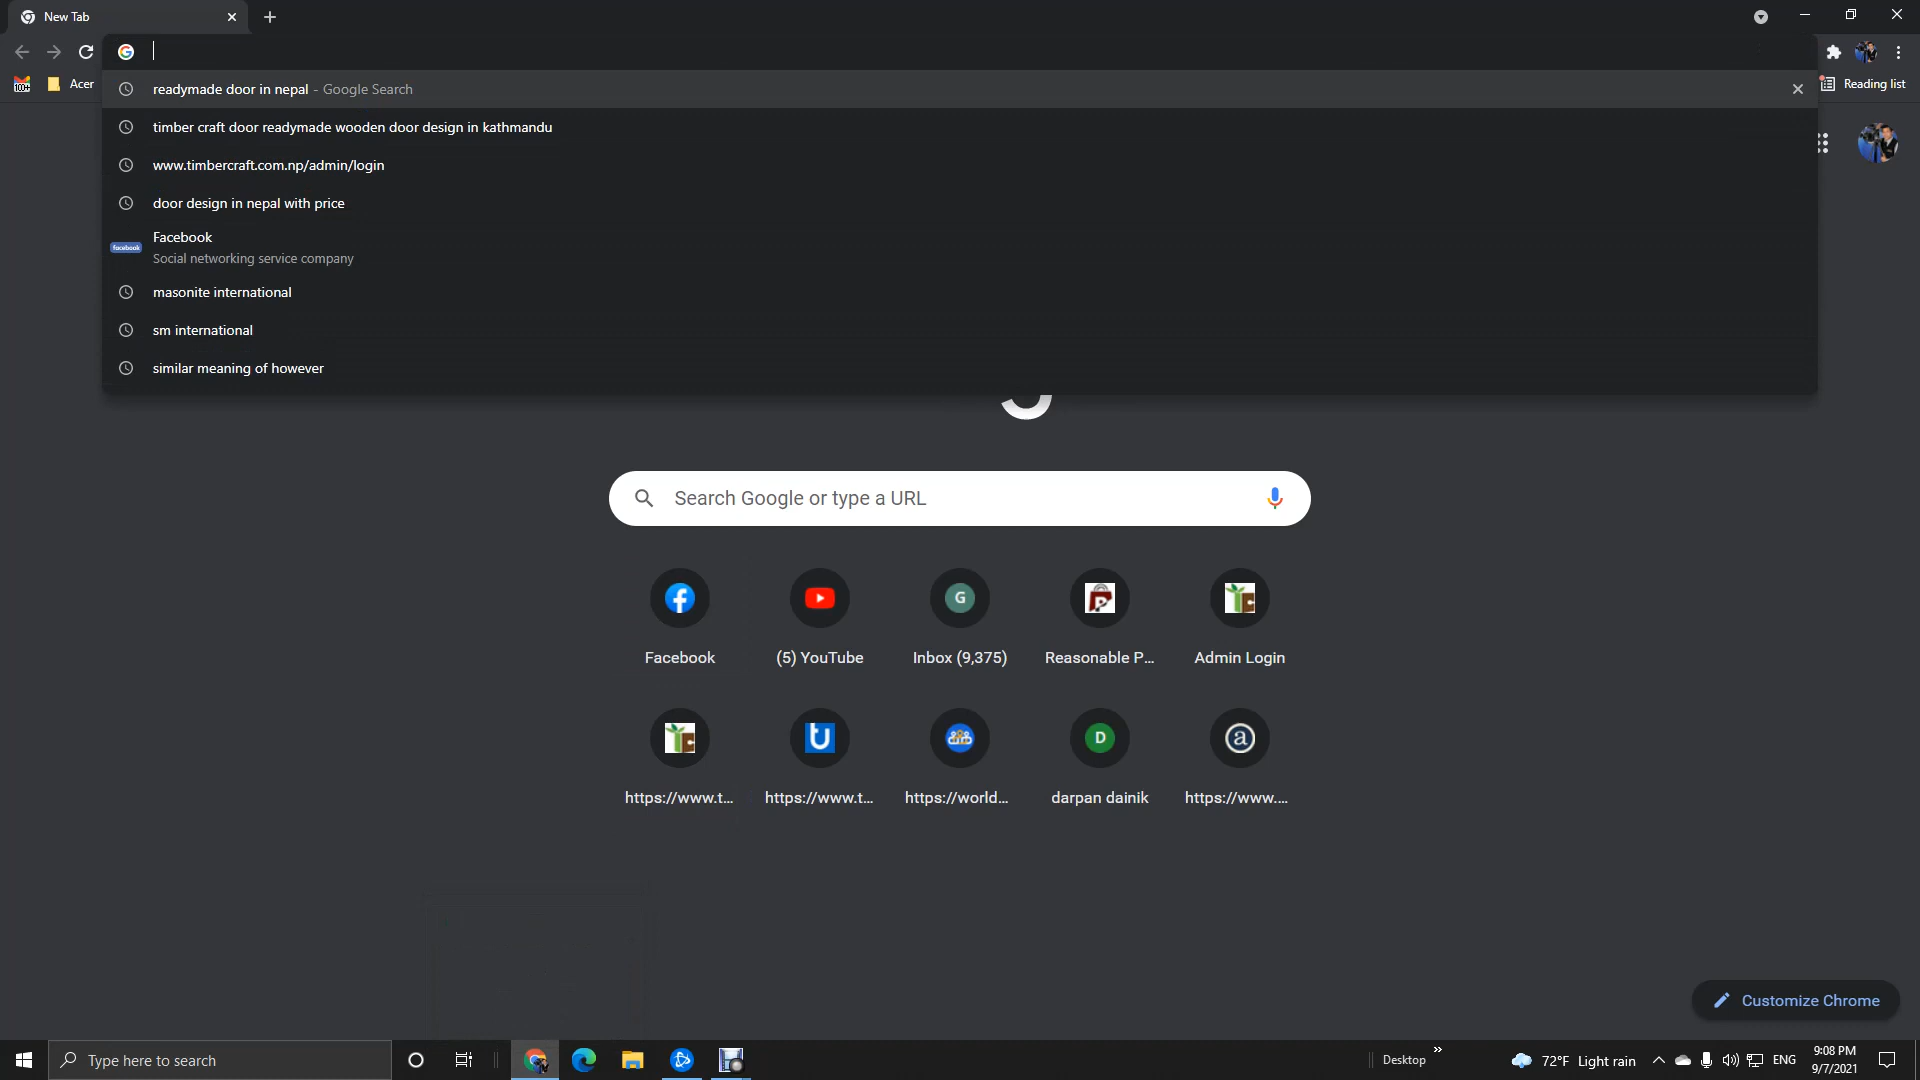 New Tab
Acer
Reading list
readymade door in nepal - Google Search
timber craft door readymade wooden door design in kathmandu
www.timbercraft.com.np/admin/login
door design in nepal with price
facebook
Facebook
Social networking service company
masonite international
sm international
similar meaning of however
Search Google or type a URL
G
Facebook
(5) YouTube
Inbox (9,375)
Reasonable P...
Admin Login
D
a
https://www.t...
https://www.t...
https://world...
darpan dainik
https://www....
Customize Chrome
Type here to search
Desktop
72°F Light rain
ENG
9:08 PM
9/7/2021